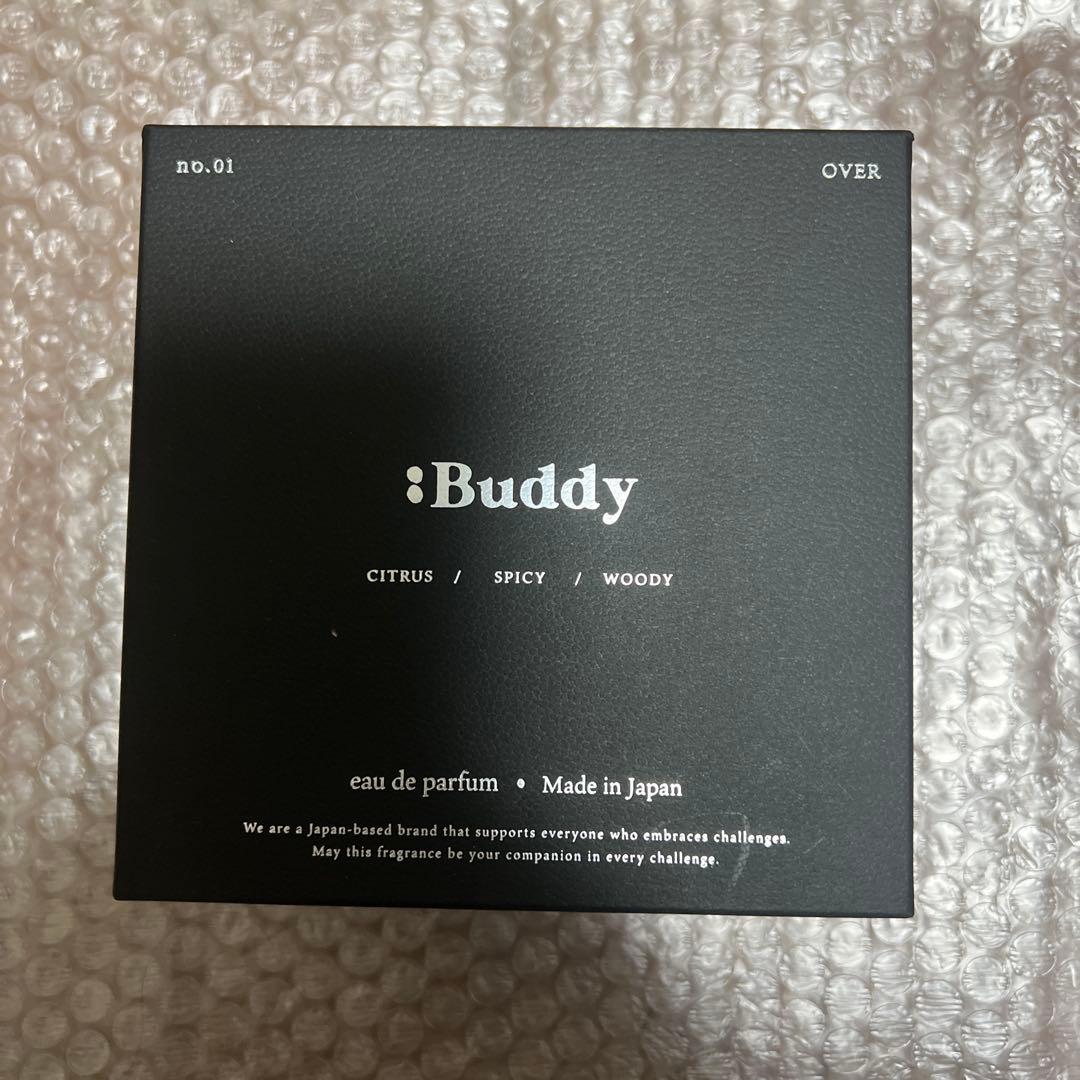 no.01 OVER
:Buddy
CITRUS / SPICY / WOODY
eau de parfum • Made in Japan
We are a Japan-based brand that supports everyone who embraces challenges.
May this fragrance be your companion in every challenge.